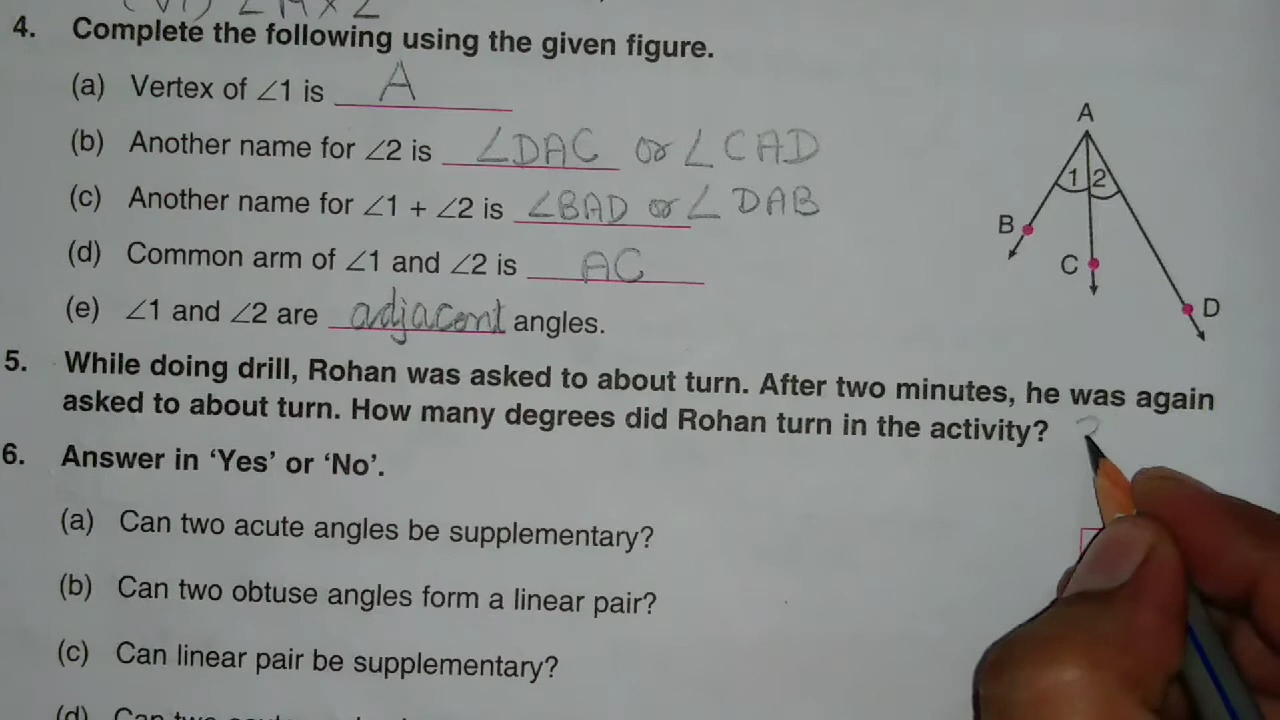 (vi) ∠MXZ
4. Complete the following using the given figure.
(a) Vertex of ∠1 is A
(b) Another name for ∠2 is ∠DAC or ∠CAD
(c) Another name for ∠1 + ∠2 is ∠BAD or ∠DAB
(d) Common arm of ∠1 and ∠2 is AC
(e) ∠1 and ∠2 are adjacent angles.
A
1 2
B
C
D
5. While doing drill, Rohan was asked to about turn. After two minutes, he was again
asked to about turn. How many degrees did Rohan turn in the activity?
6. Answer in ‘Yes’ or ‘No’.
(a) Can two acute angles be supplementary?
(b) Can two obtuse angles form a linear pair?
(c) Can linear pair be supplementary?
(d) Can two